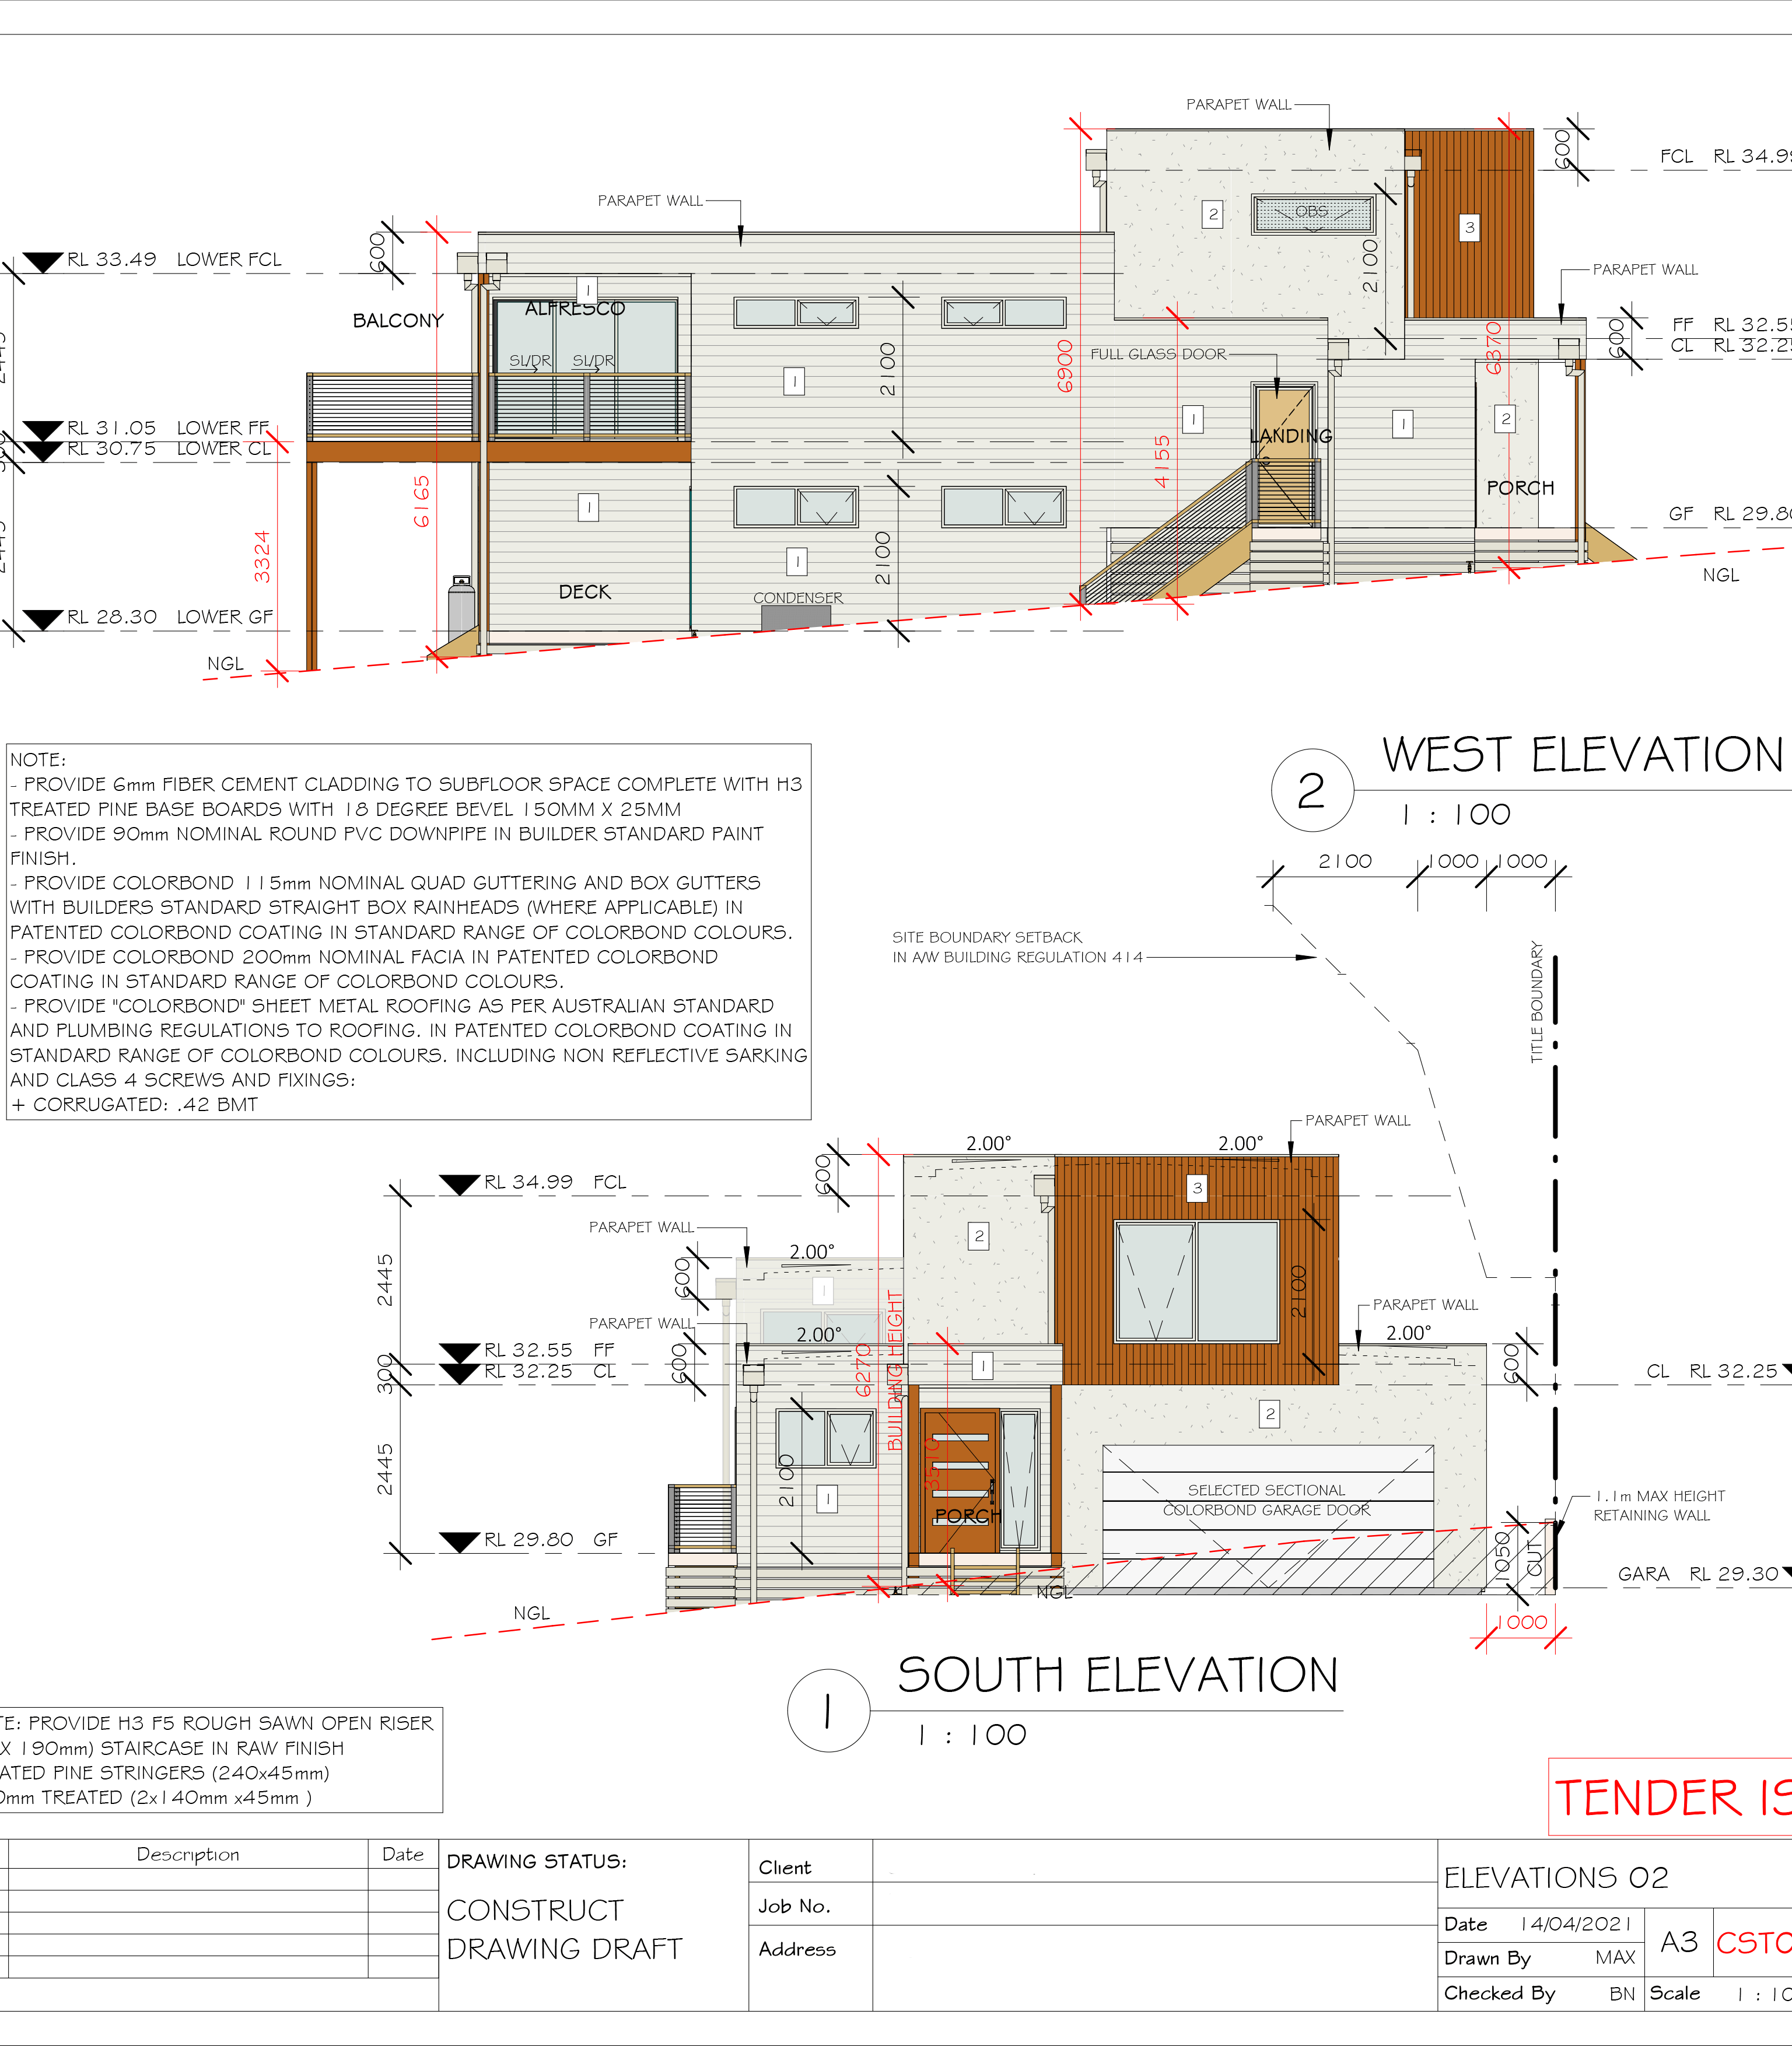 PARAPET WALL
600
FCL RL 34.9
PARAPET WALL
2
OBS
3
600
RL 33.49 LOWER FCL
2100
PARAPET WALL
1
ALFRESCO
BALCONY
600
FF RL 32.5
CL RL 32.2
6370
2445
SL/DR SL/DR
2100
6900
FULL GLASS DOOR
1
1
1
2
RL 31.05 LOWER FF
LANDING
RL 30.75 LOWER CL
4155
6165
PORCH
1
GF RL 29.8
3324
2100
1
NGL
DECK
CONDENSER
RL 28.30 LOWER GF
NGL
NOTE:
- PROVIDE 6mm FIBER CEMENT CLADDING TO SUBFLOOR SPACE COMPLETE WITH H3
TREATED PINE BASE BOARDS WITH 18 DEGREE BEVEL 150MM X 25MM
- PROVIDE 90mm NOMINAL ROUND PVC DOWNPIPE IN BUILDER STANDARD PAINT
FINISH.
- PROVIDE COLORBOND 115mm NOMINAL QUAD GUTTERING AND BOX GUTTERS
WITH BUILDERS STANDARD STRAIGHT BOX RAINHEADS (WHERE APPLICABLE) IN
PATENTED COLORBOND COATING IN STANDARD RANGE OF COLORBOND COLOURS.
- PROVIDE COLORBOND 200mm NOMINAL FACIA IN PATENTED COLORBOND
COATING IN STANDARD RANGE OF COLORBOND COLOURS.
- PROVIDE "COLORBOND" SHEET METAL ROOFING AS PER AUSTRALIAN STANDARD
AND PLUMBING REGULATIONS TO ROOFING. IN PATENTED COLORBOND COATING IN
STANDARD RANGE OF COLORBOND COLOURS. INCLUDING NON REFLECTIVE SARKING
AND CLASS 4 SCREWS AND FIXINGS:
+ CORRUGATED: .42 BMT
2
WEST ELEVATION
1 : 100
2100 1000 1000
SITE BOUNDARY SETBACK
IN A/W BUILDING REGULATION 414
TITLE BOUNDARY
PARAPET WALL
2.00° 2.00°
600
RL 34.99 FCL
3
PARAPET WALL
2
2.00°
2445
600
1
2100
PARAPET WALL
PARAPET WALL
2.00°
2.00°
RL 32.55 FF
300
RL 32.25 CL
600
6270
BUILDING HEIGHT
1
600
CL RL 32.25
2
2445
2100
3570
1
SELECTED SECTIONAL
COLORBOND GARAGE DOOR
PORCH
1.1m MAX HEIGHT
RETAINING WALL
RL 29.80 GF
1050
CUT
GARA RL 29.30
NGL
NGL
1000
1
SOUTH ELEVATION
1 : 100
TE: PROVIDE H3 F5 ROUGH SAWN OPEN RISER
X 190mm) STAIRCASE IN RAW FINISH
ATED PINE STRINGERS (240x45mm)
0mm TREATED (2x140mm x45mm )
TENDER IS
Description Date
DRAWING STATUS:
CONSTRUCT
DRAWING DRAFT
Client
Job No.
Address
ELEVATIONS 02
Date 14/04/2021
Drawn By MAX
A3
CST0
Checked By BN
Scale 1 : 10